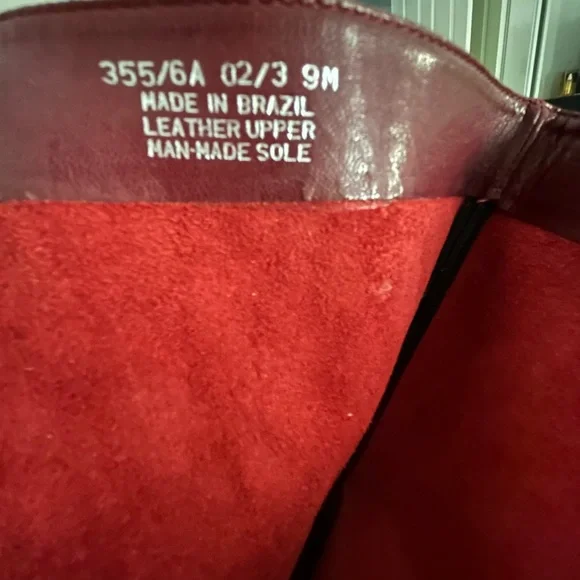 355/6A 02/3 9M
MADE IN BRAZIL
LEATHER UPPER
MAN-MADE SOLE